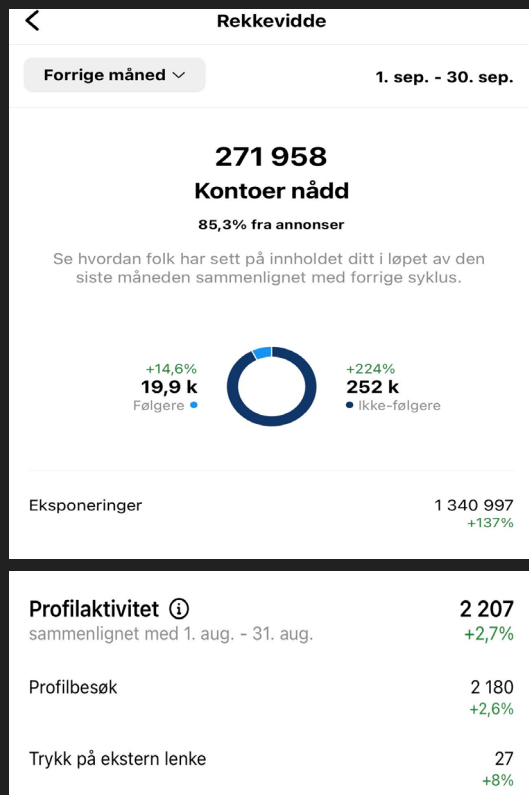 Rekkevidde
Forrige måned
1. sep. - 30. sep.
271 958
Kontoer nådd
85,3% fra annonser
Se hvordan folk har sett på innholdet ditt i løpet av den
siste måneden sammenlignet med forrige syklus.
+14,6%
19,9 k
Følgere
+224%
252 k
Ikke-følgere
Eksponeringer
1 340 997
+137%
Profilaktivitet
2 207
sammenlignet med 1. aug. - 31. aug.
+2,7%
Profilbesøk
2 180
+2,6%
Trykk på ekstern lenke
27
+8%